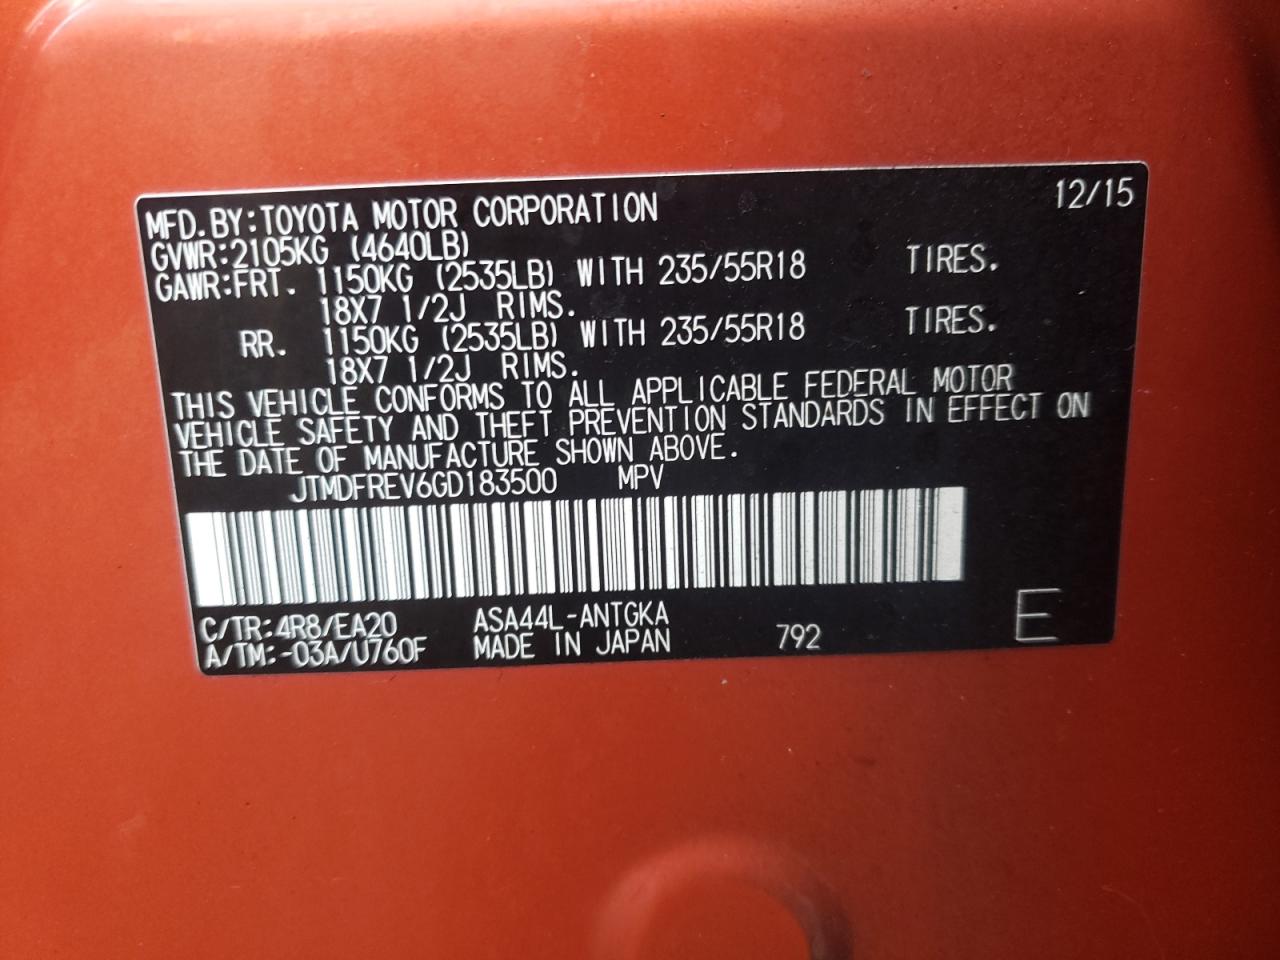 MFD.BY:TOYOTA MOTOR CORPORATION 12/15
GVWR:2105KG (4640LB)
GAWR:FRT. 1150KG (2535LB) WITH 235/55R18 TIRES.
18X7 1/2J RIMS.
RR. 1150KG (2535LB) WITH 235/55R18 TIRES.
18X7 1/2J RIMS.
THIS VEHICLE CONFORMS TO ALL APPLICABLE FEDERAL MOTOR
VEHICLE SAFETY AND THEFT PREVENTION STANDARDS IN EFFECT ON
THE DATE OF MANUFACTURE SHOWN ABOVE.
JTMDFREV6GD183500 MPV
C/TR:4R8/EA20 ASA44L-ANTGKA
A/TM:-03A/U760F MADE IN JAPAN 792 E